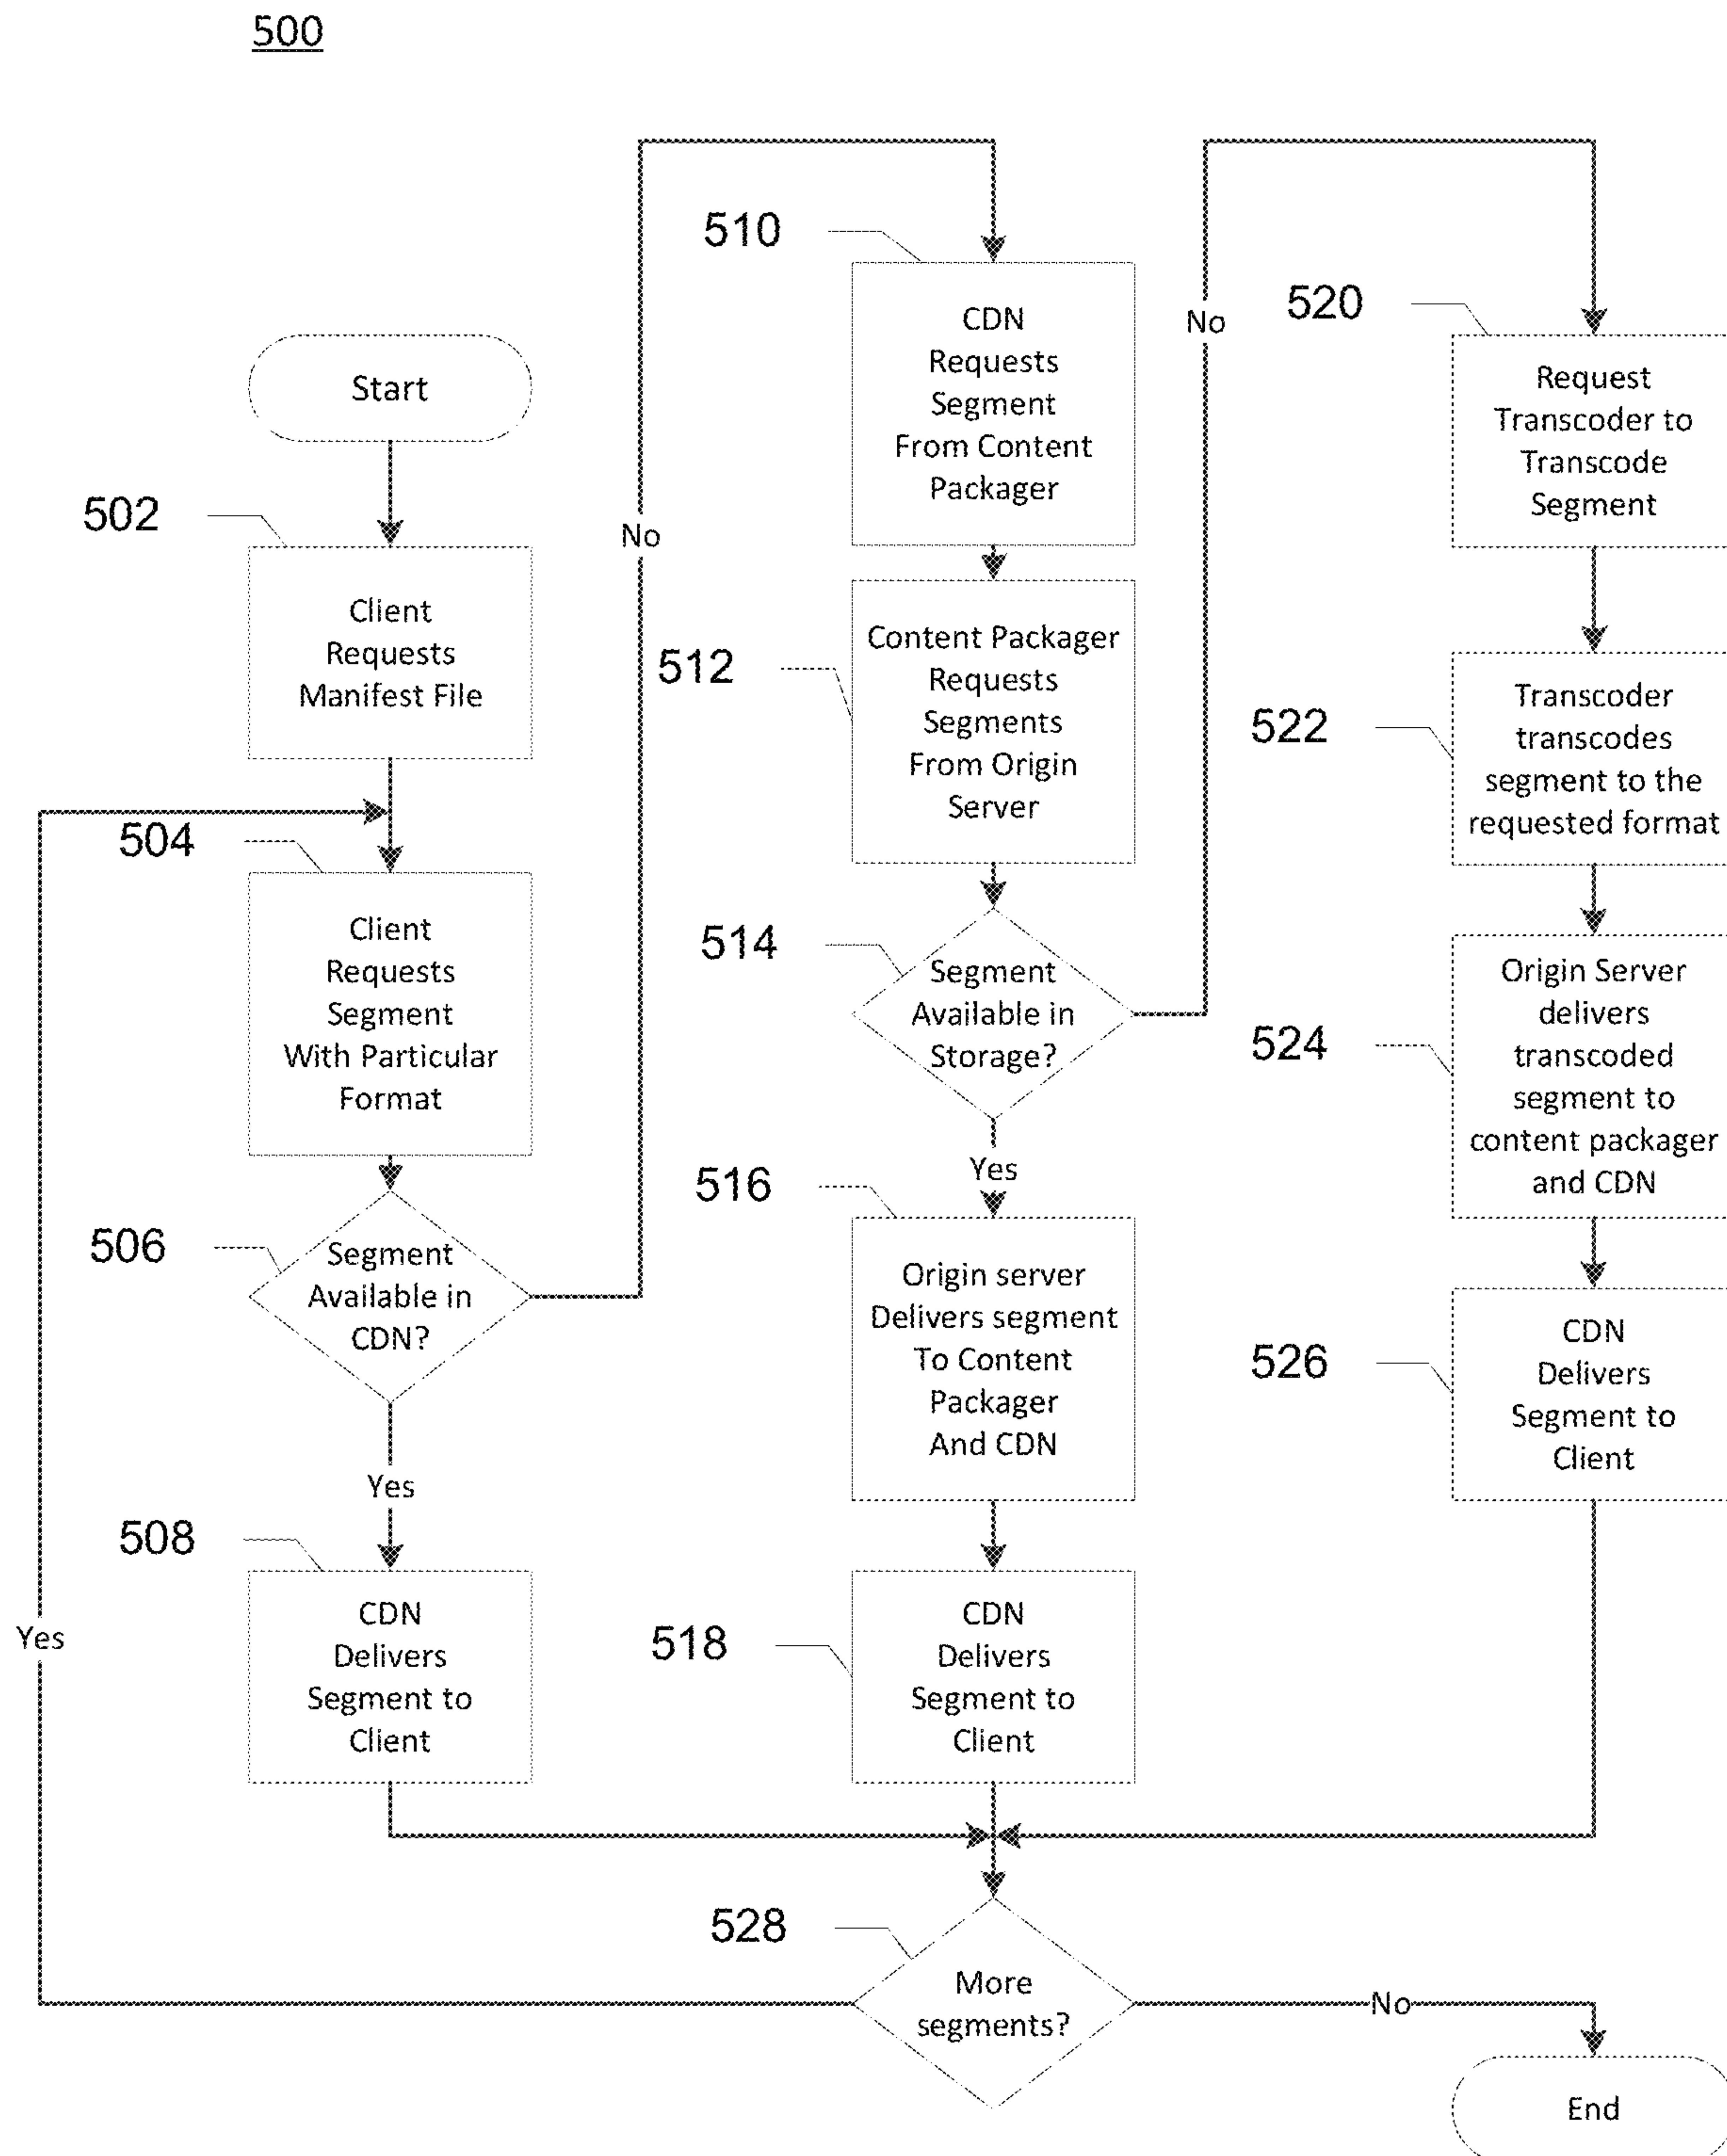 500
Start
502
Client
Requests
Manifest File
504
Client
Requests
Segment
With Particular
Format
506
Segment
Available in
CDN?
Yes
No
508
CDN
Delivers
Segment to
Client
510
CDN
Requests
Segment
From Content
Packager
512
Content Packager
Requests
Segments
From Origin
Server
514
Segment
Available in
Storage?
Yes
No
516
Origin server
Delivers segment
To Content
Packager
And CDN
518
CDN
Delivers
Segment to
Client
520
Request
Transcoder to
Transcode
Segment
522
Transcoder
transcodes
segment to the
requested format
524
Origin Server
delivers
transcoded
segment to
content packager
and CDN
526
CDN
Delivers
Segment to
Client
528
More
segments?
Yes
No
End